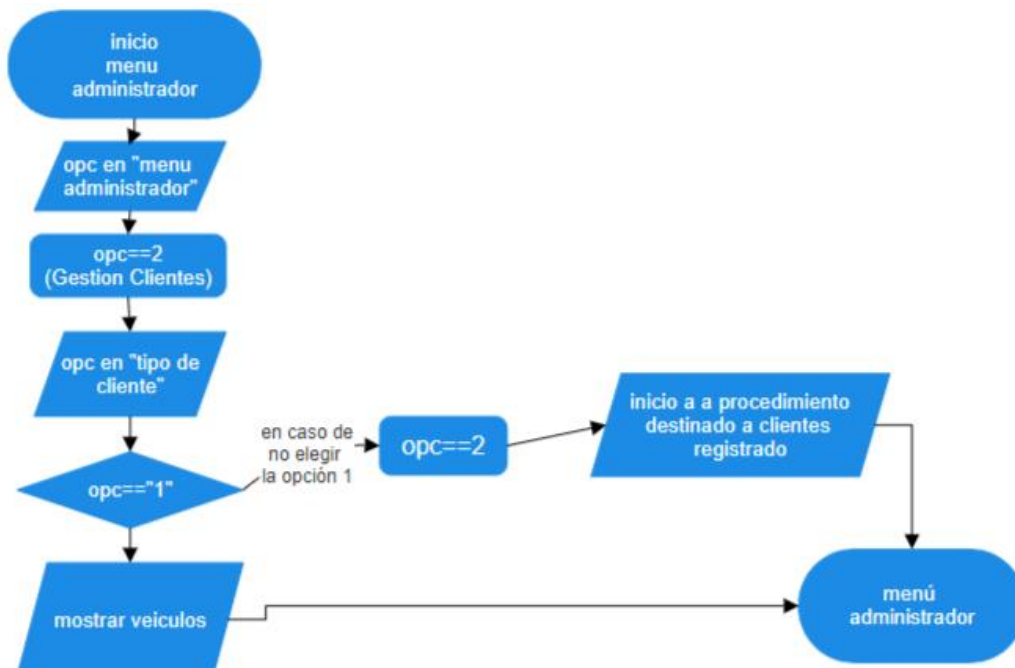 inicio
menu
administrador
opc en "menu
administrador"
opc==2
(Gestion Clientes)
opc en "tipo de
cliente"
opc=="1"
en caso de
no elegir
la opción 1
opc==2
inicio a a procedimiento
destinado a clientes
registrado
mostrar veiculos
menú
administrador